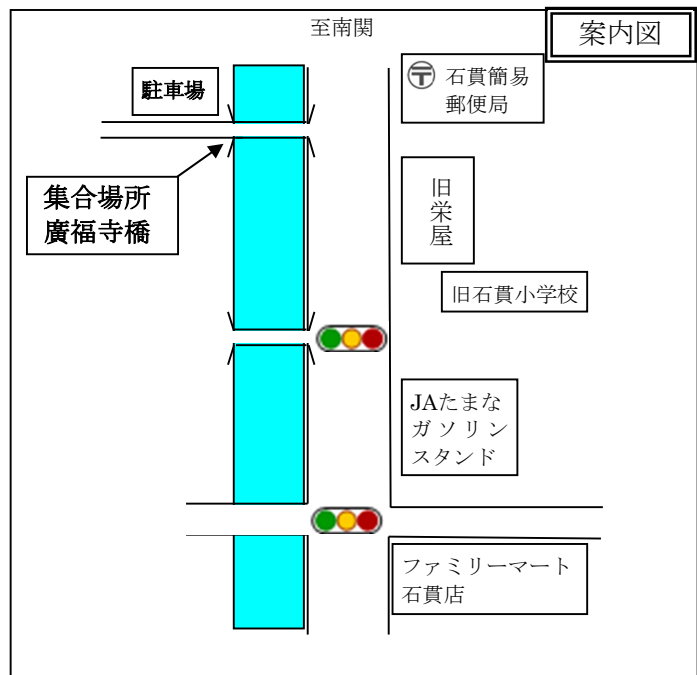 至南関
案内図
駐車場
〒 石貫簡易
郵便局
集合場所
廣福寺橋
旧栄屋
旧石貫小学校
JAたまな
ガソリン
スタンド
ファミリーマート
石貫店